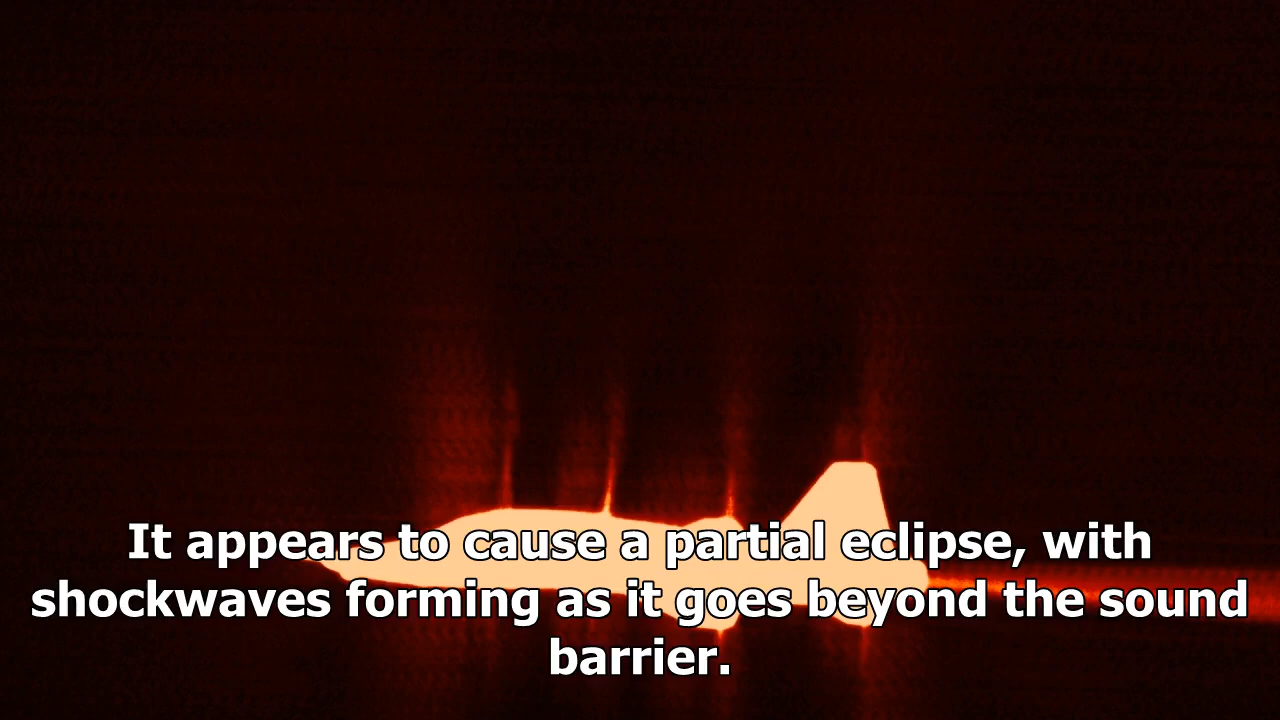 It appears to cause a partial eclipse, with
shockwaves forming as it goes beyond the sound
barrier.